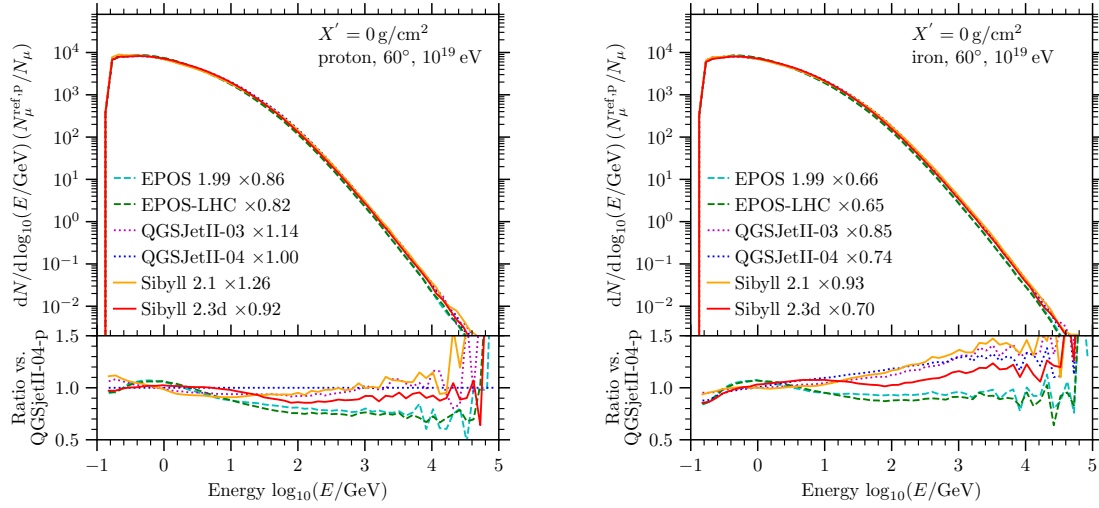 X′ = 0 g/cm²
proton, 60°, 10¹⁹ eV
dN/dlog₁₀(E/GeV) (N_μ^{ref,p}/N_μ)
10⁴
10³
10²
10¹
10⁰
10⁻¹
10⁻²
EPOS 1.99 ×0.86
EPOS-LHC ×0.82
QGSJetII-03 ×1.14
QGSJetII-04 ×1.00
Sibyll 2.1 ×1.26
Sibyll 2.3d ×0.92
Ratio vs.
QGSjetII-04-p
1.5
1.0
0.5
−1 0 1 2 3 4 5
Energy log₁₀(E/GeV)
X′ = 0 g/cm²
iron, 60°, 10¹⁹ eV
dN/dlog₁₀(E/GeV) (N_μ^{ref,p}/N_μ)
10⁴
10³
10²
10¹
10⁰
10⁻¹
10⁻²
EPOS 1.99 ×0.66
EPOS-LHC ×0.65
QGSJetII-03 ×0.85
QGSJetII-04 ×0.74
Sibyll 2.1 ×0.93
Sibyll 2.3d ×0.70
Ratio vs.
QGSjetII-04-p
1.5
1.0
0.5
−1 0 1 2 3 4 5
Energy log₁₀(E/GeV)